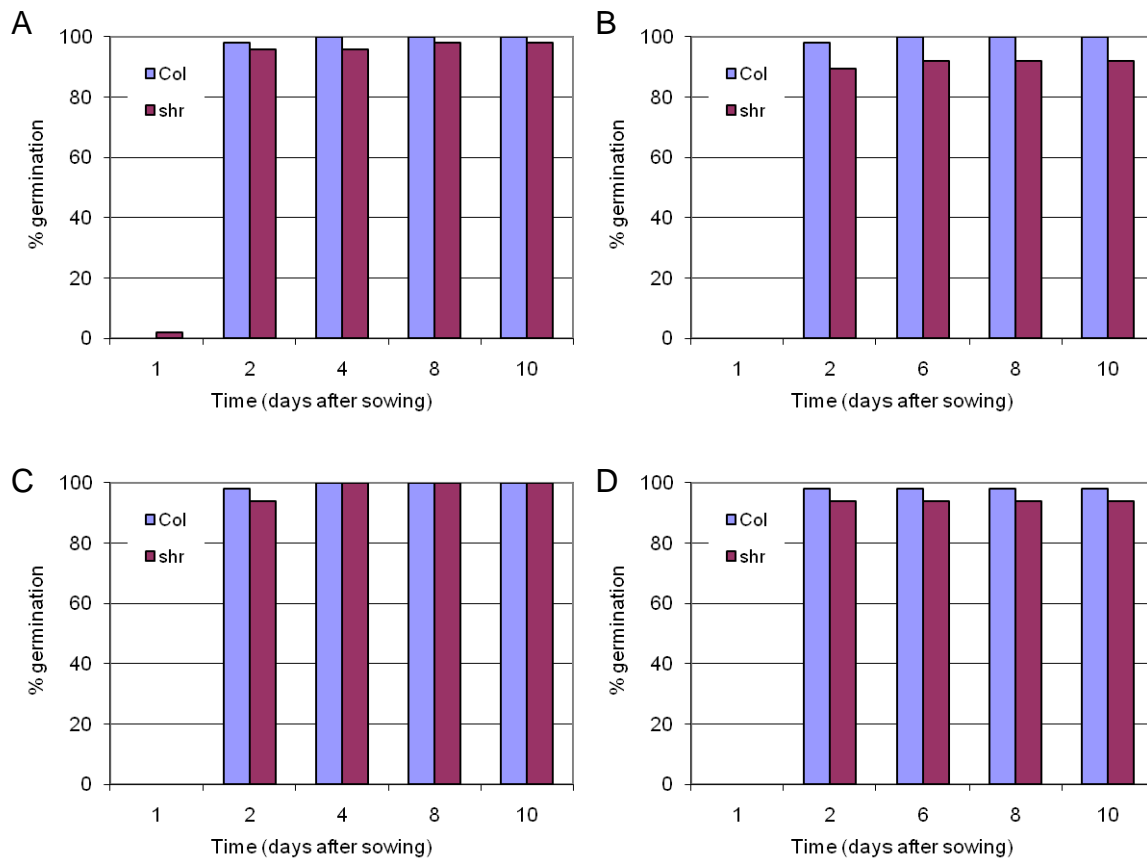 A
% germination
100
80
60
40
20
0
Col
shr
1 2 4 8 10
Time (days after sowing)
B
% germination
100
80
60
40
20
0
Col
shr
1 2 6 8 10
Time (days after sowing)
C
% germination
100
80
60
40
20
0
Col
shr
1 2 4 8 10
Time (days after sowing)
D
% germination
100
80
60
40
20
0
Col
shr
1 2 6 8 10
Time (days after sowing)